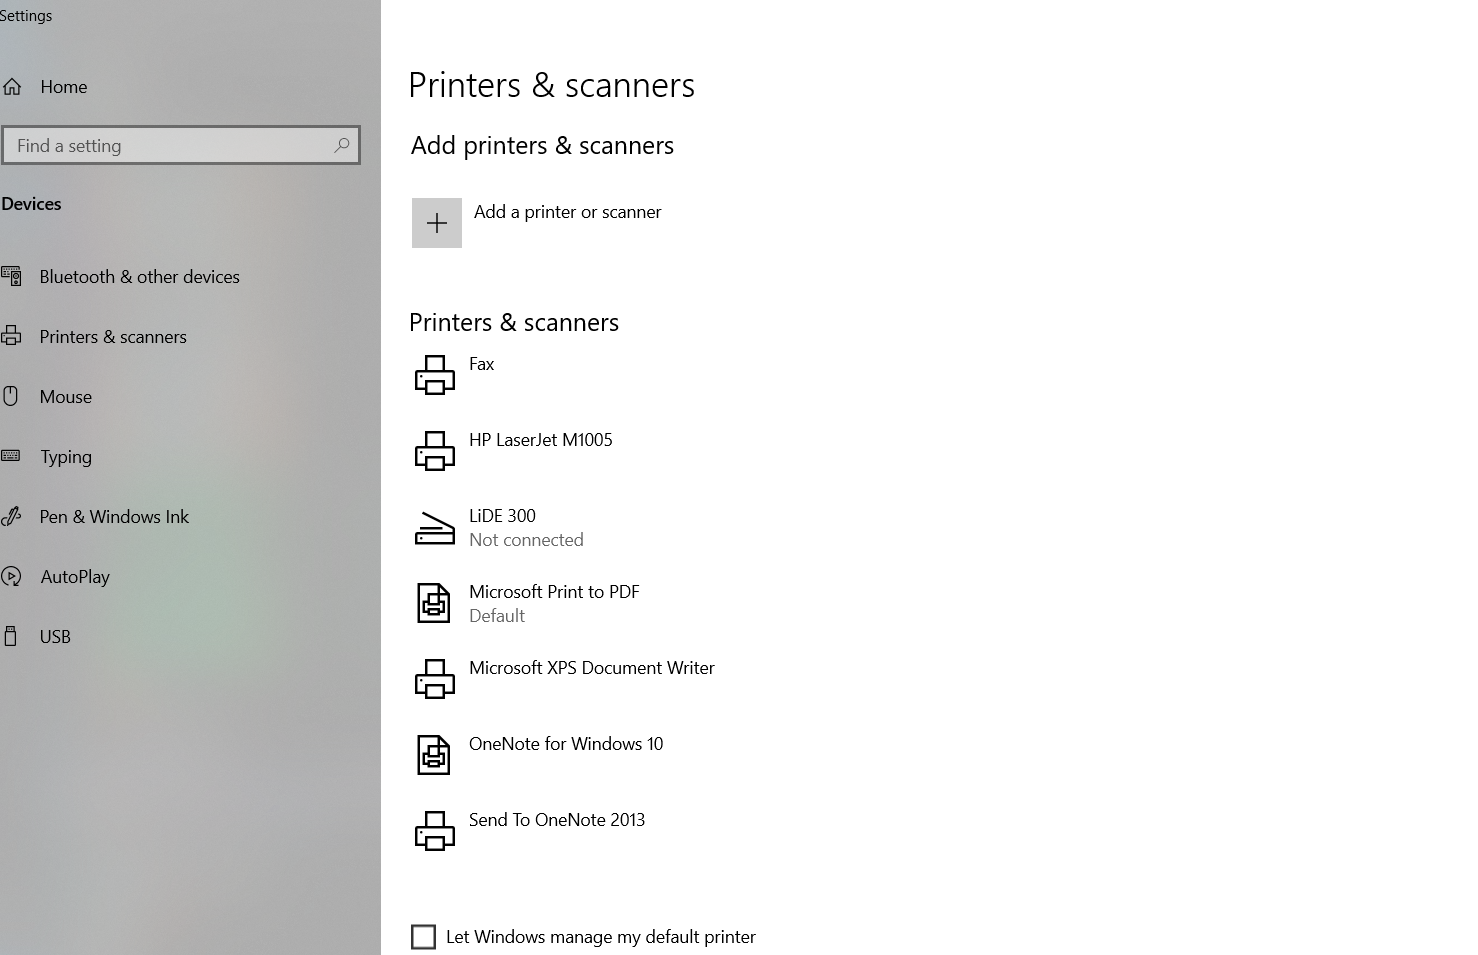 Settings
Home
Find a setting
Devices
Bluetooth & other devices
Printers & scanners
Mouse
Typing
Pen & Windows Ink
AutoPlay
USB
Printers & scanners
Add printers & scanners
Add a printer or scanner
Printers & scanners
Fax
HP LaserJet M1005
LiDE 300
Not connected
Microsoft Print to PDF
Default
Microsoft XPS Document Writer
OneNote for Windows 10
Send To OneNote 2013
Let Windows manage my default printer